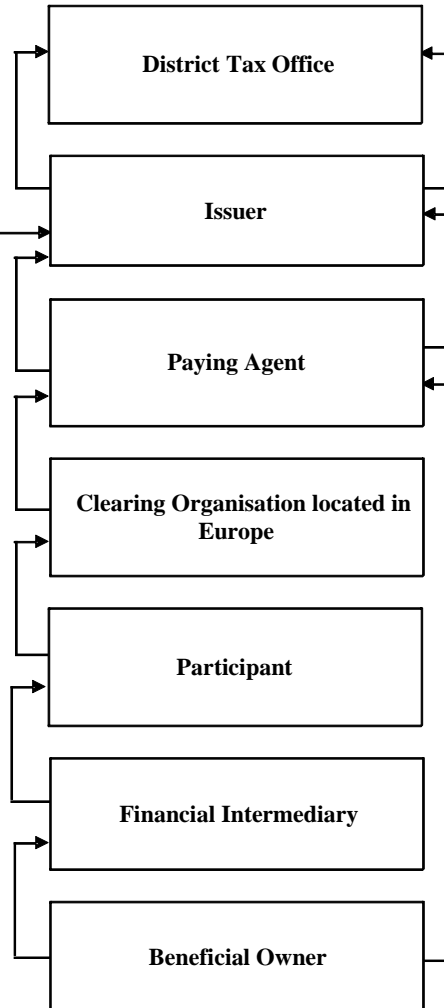 District Tax Office
Issuer
Paying Agent
Clearing Organisation located in
Europe
Participant
Financial Intermediary
Beneficial Owner